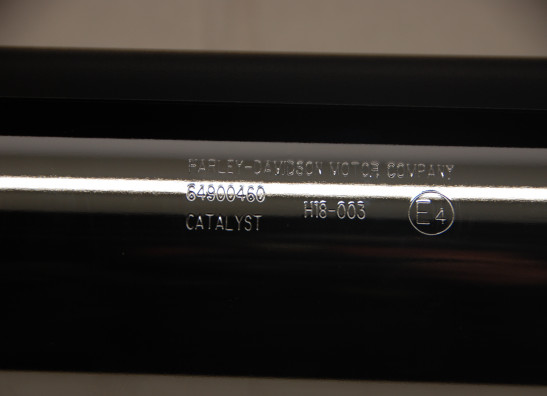 HARLEY-DAVIDSON MOTOR COMPANY
64900460
H18-003
E4
CATALYST